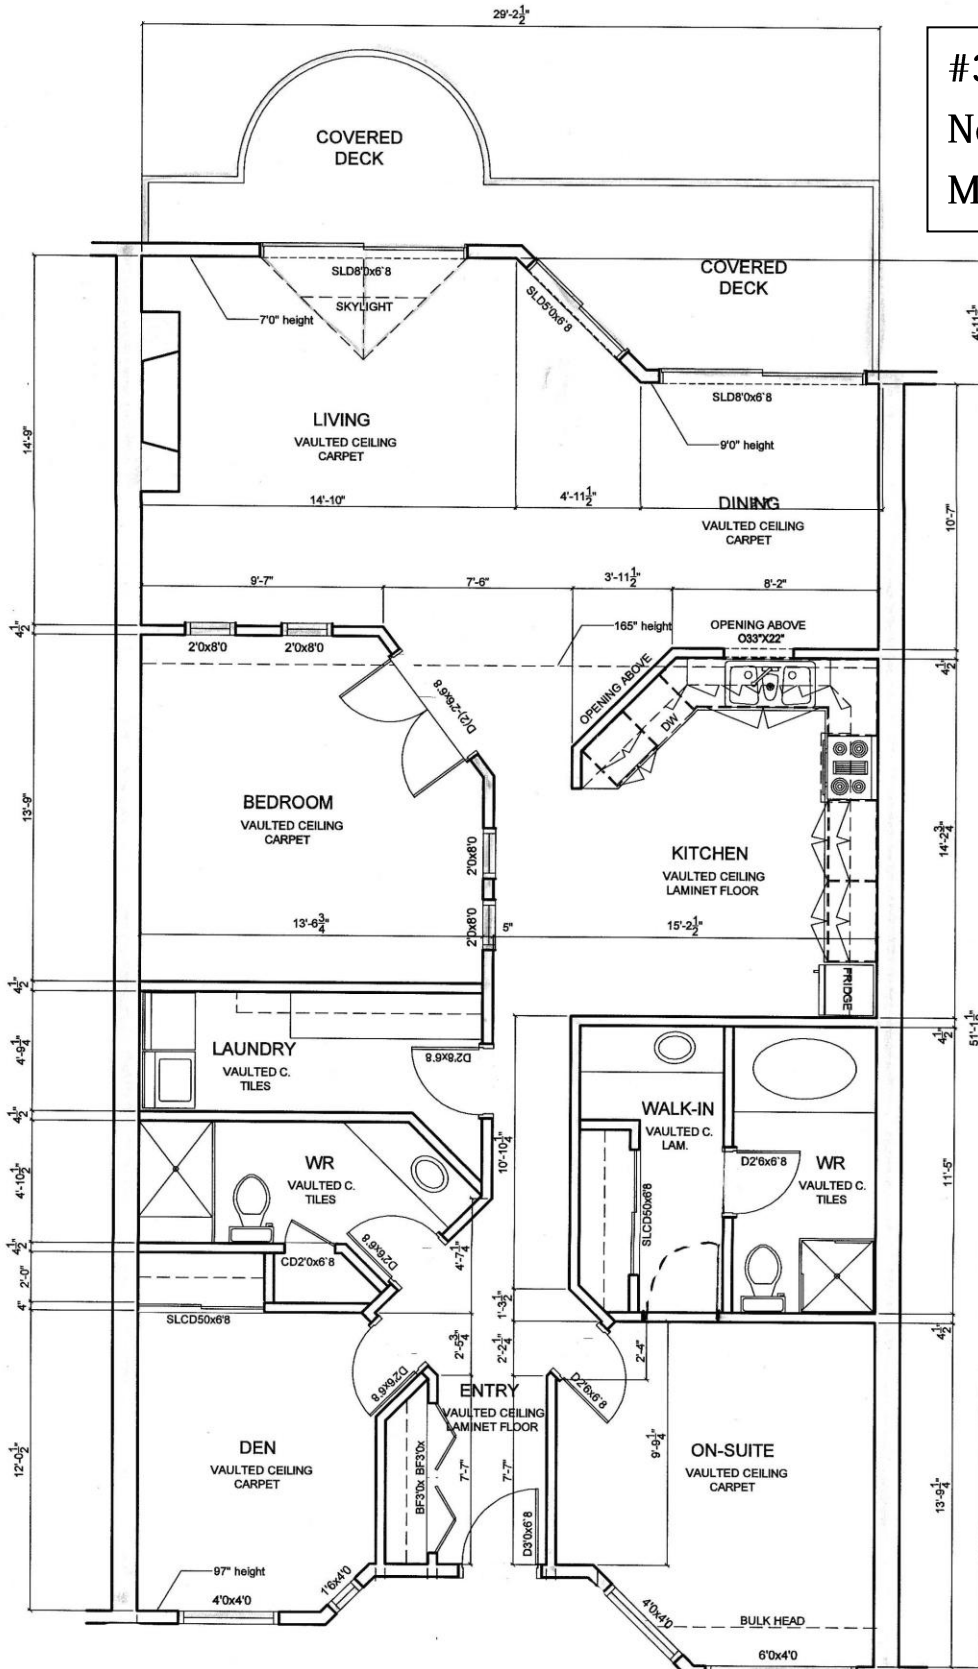 29'-2½"
#3
COVERED
DECK
SLD8'0x6'8
SKYLIGHT
7'0" height
SLD5'0x6'8
COVERED
DECK
4'-11½"
SLD8'0x6'8
9'0" height
LIVING
VAULTED CEILING
CARPET
14'-9"
14'-10"
4'-11½"
DINING
VAULTED CEILING
CARPET
10'-7"
9'-7"
7'-6"
3'-11½"
8'-2"
4½"
2'0x8'0
2'0x8'0
165" height
OPENING ABOVE
O33"X22"
4½"
OPENING ABOVE
D(2)-2'6x6'8
DW
BEDROOM
VAULTED CEILING
CARPET
13'-9"
2'0x8'0
2'0x8'0
KITCHEN
VAULTED CEILING
LAMINET FLOOR
14'-2¾"
13'-6¾"
5"
15'-2½"
FRIDGE
4½"
4½"
51'-1½"
LAUNDRY
VAULTED C.
TILES
4'-9¼"
D2'8x6'8
4½"
WALK-IN
VAULTED C.
LAM.
10'-10¼"
D2'6x6'8
WR
VAULTED C.
TILES
11'-5"
WR
VAULTED C.
TILES
4'-10½"
SLCD50x6'8
D2'6x6'8
CD2'0x6'8
4'-7¼"
4½"
2'-0"
4"
SLCD50x6'8
1'-3½"
4½"
2'-5¾"
2'-2¼"
2'-4"
D2'6x6'8
D2'6x6'8
ENTRY
VAULTED CEILING
LAMINET FLOOR
DEN
VAULTED CEILING
CARPET
12'-0½"
BF3'0x BF3'0x
7'-7"
7'-7"
9'-9¼"
ON-SUITE
VAULTED CEILING
CARPET
13'-9¼"
D3'0x6'8
97" height
4'0x4'0
1'6x4'0
4'0x4'0
BULK HEAD
6'0x4'0